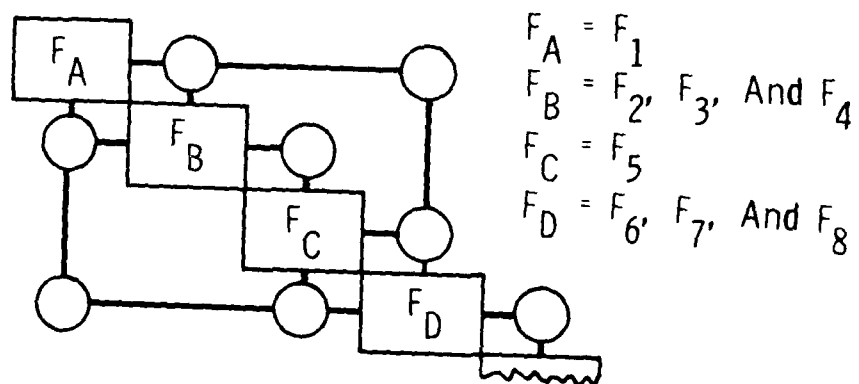 F_A
F_B
F_C
F_D
F_A = F_1
F_B = F_2, F_3, And F_4
F_C = F_5
F_D = F_6, F_7, And F_8